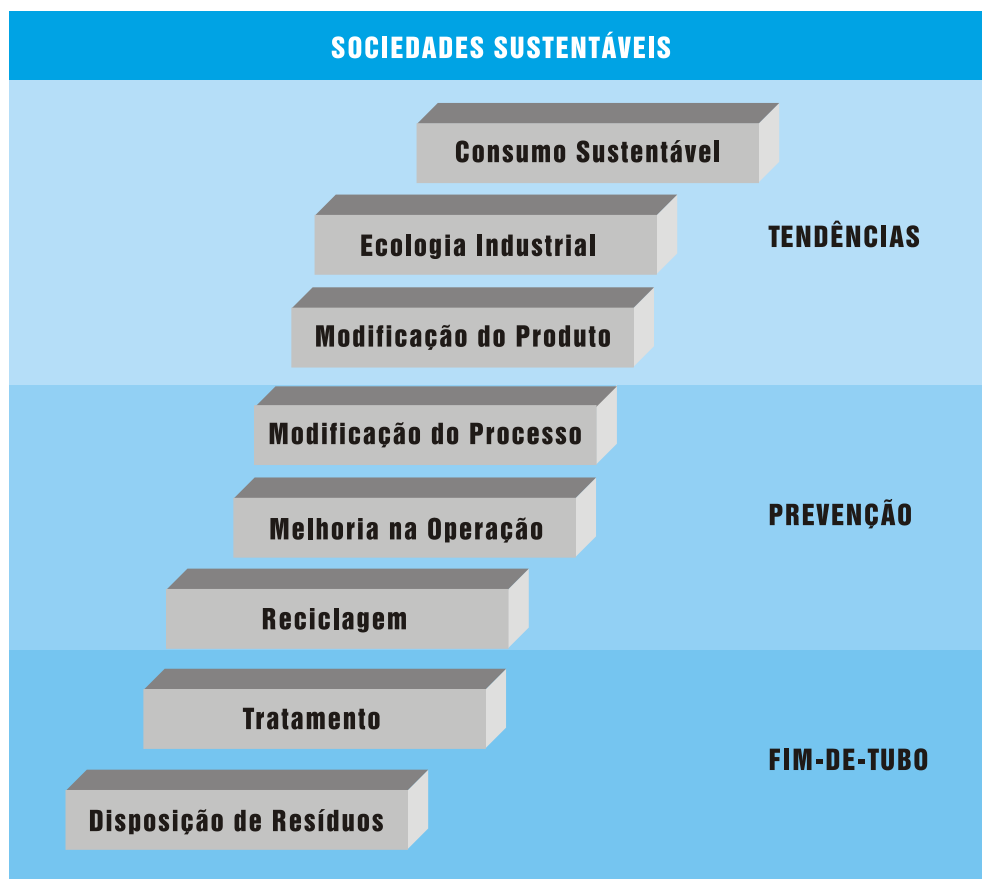 SOCIEDADES SUSTENTÁVEIS
Consumo Sustentável
Ecologia Industrial
TENDÊNCIAS
Modificação do Produto
Modificação do Processo
Melhoria na Operação
PREVENÇÃO
Reciclagem
Tratamento
FIM-DE-TUBO
Disposição de Resíduos